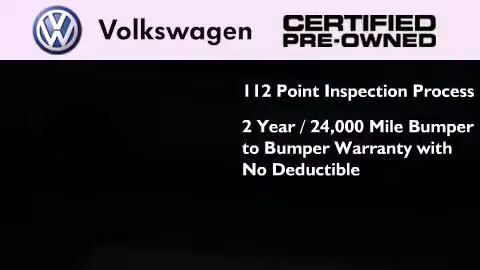 Volkswagen
CERTIFIED
PRE-OWNED
112 Point Inspection Process
2 Year / 24,000 Mile Bumper
to Bumper Warranty with
No Deductible